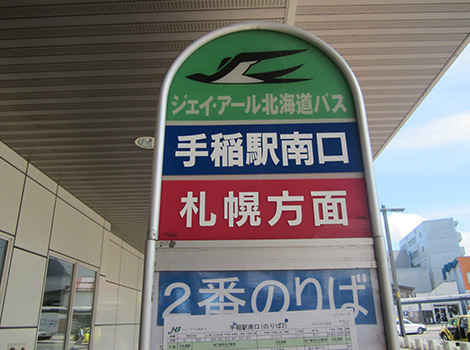 ジェイ・アール北海道バス
手稲駅南口
札幌方面
2番のりば
手稲駅南口(のりば2)